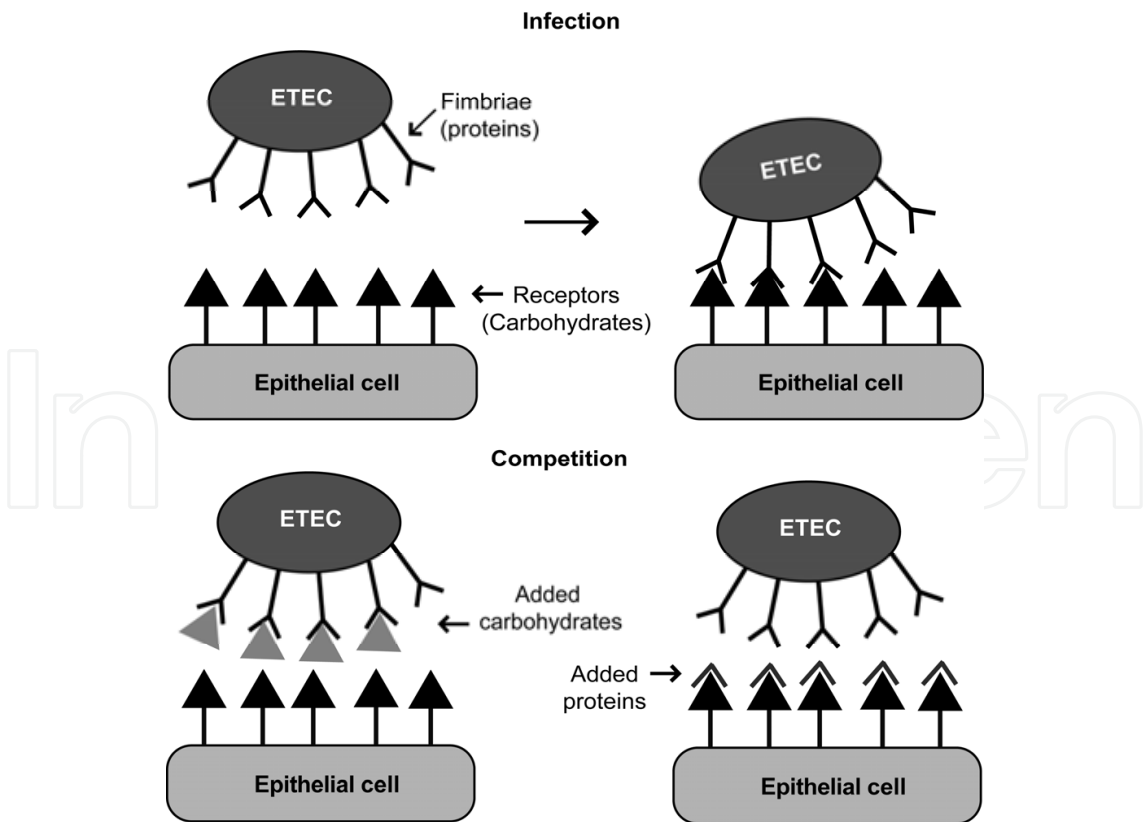 Infection
ETEC
Fimbriae
(proteins)
ETEC
Receptors
(Carbohydrates)
Epithelial cell
Epithelial cell
Competition
ETEC
Added
carbohydrates
Epithelial cell
ETEC
Added
proteins
Epithelial cell